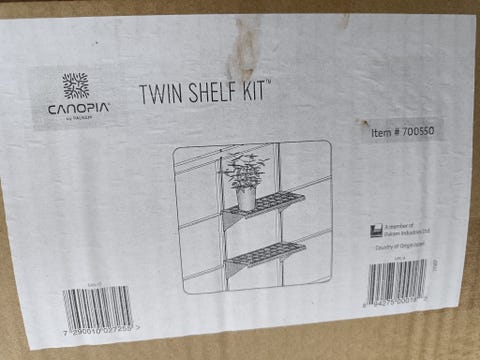 CANOPIA®
by PALRAM
TWIN SHELF KIT™
Item # 700550
A member of
Palram Industries Ltd.
Country of Origin Israel
7 290010 027255 >